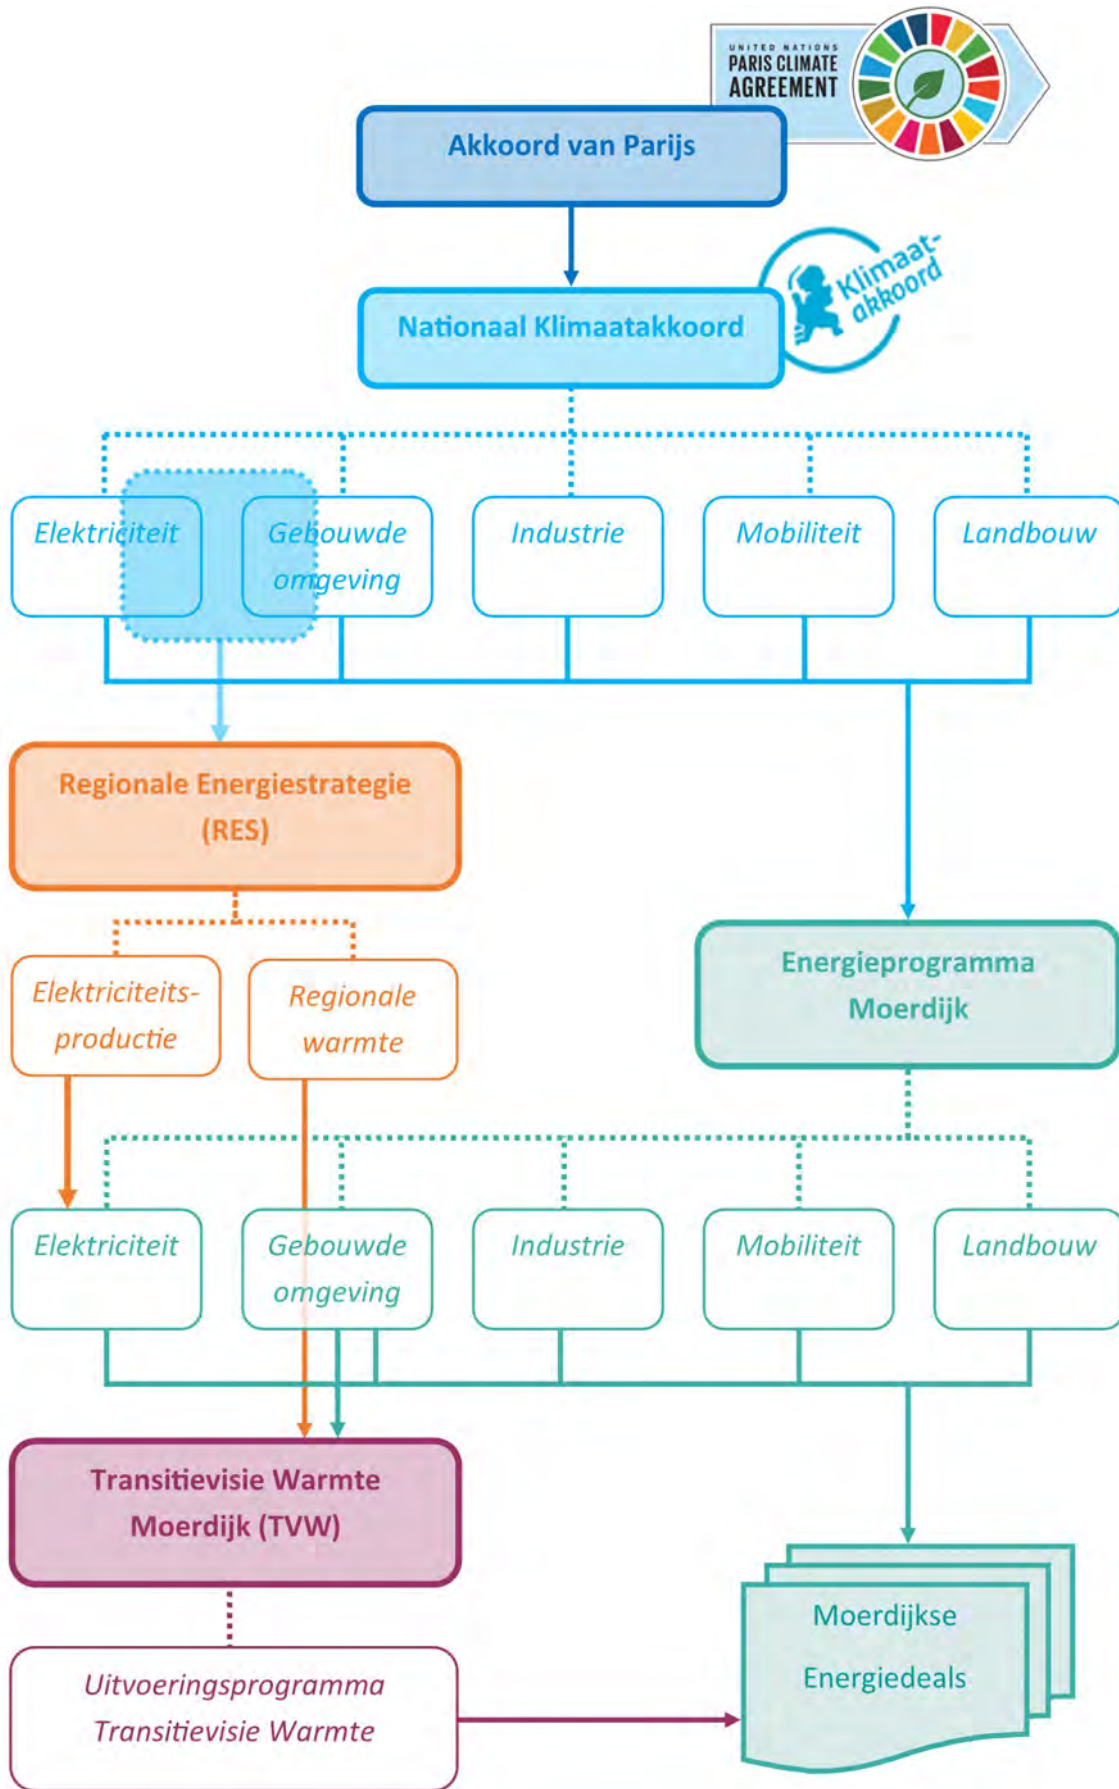 UNITED NATIONS
PARIS CLIMATE
AGREEMENT
Akkoord van Parijs
Klimaat-
akkoord
Nationaal Klimaatakkoord
Elektriciteit
Gebouwde
omgeving
Industrie
Mobiliteit
Landbouw
Regionale Energiestrategie
(RES)
Energieprogramma
Moerdijk
Elektriciteits-
productie
Regionale
warmte
Elektriciteit
Gebouwde
omgeving
Industrie
Mobiliteit
Landbouw
Transitievisie Warmte
Moerdijk (TVW)
Moerdijkse
Energiedeals
Uitvoeringsprogramma
Transitievisie Warmte